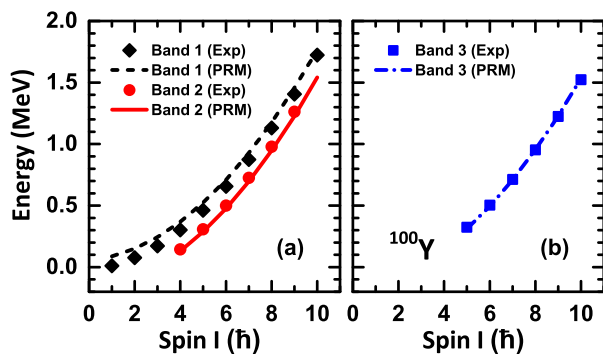 2.0
1.5
1.0
0.5
0.0
Energy (MeV)
Band 1 (Exp)
Band 1 (PRM)
Band 2 (Exp)
Band 2 (PRM)
(a)
0 2 4 6 8 10
Spin I (ħ)
Band 3 (Exp)
Band 3 (PRM)
¹⁰⁰Y
(b)
0 2 4 6 8 10
Spin I (ħ)